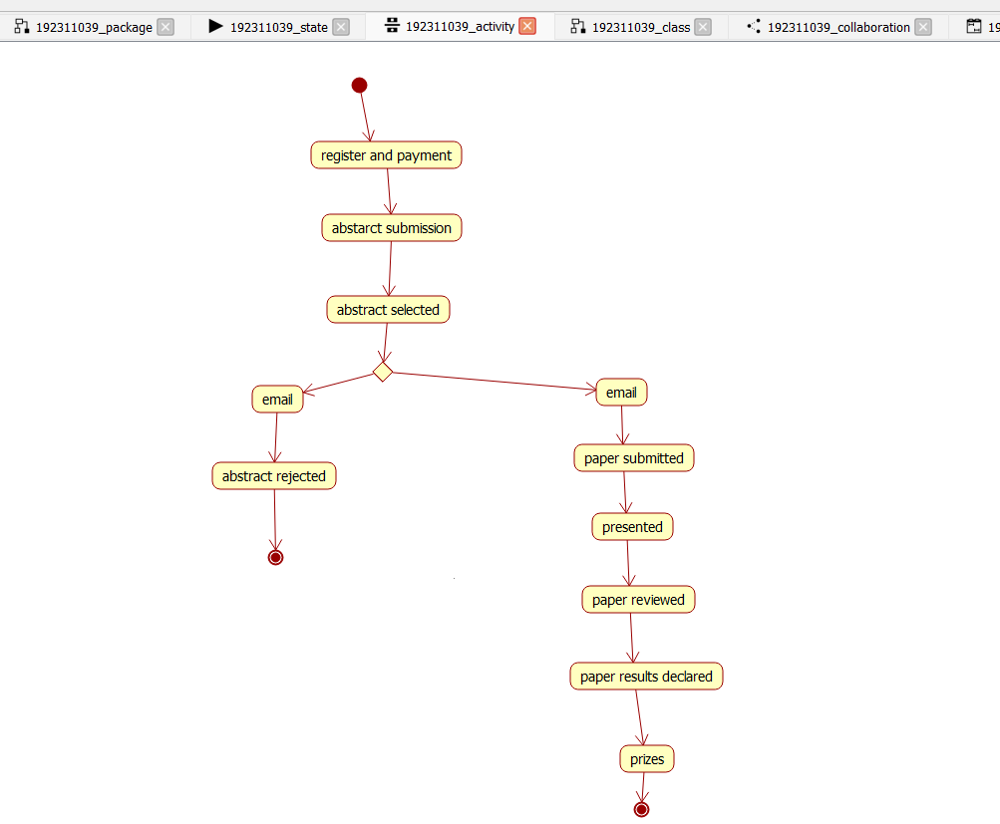 192311039_package
192311039_state
192311039_activity
192311039_class
192311039_collaboration
19
register and payment
abstarct submission
abstract selected
email
email
abstract rejected
paper submitted
presented
paper reviewed
paper results declared
prizes